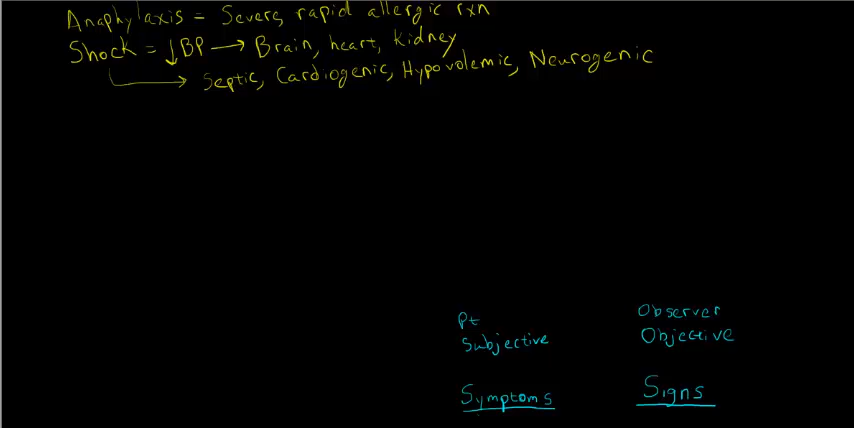 Anaphylaxis = Severe, rapid allergic rxn
Shock = ↓BP → Brain, heart, Kidney
Septic, Cardiogenic, Hypovolemic, Neurogenic
Pt
Subjective
Symptoms
Observer
Objective
Signs